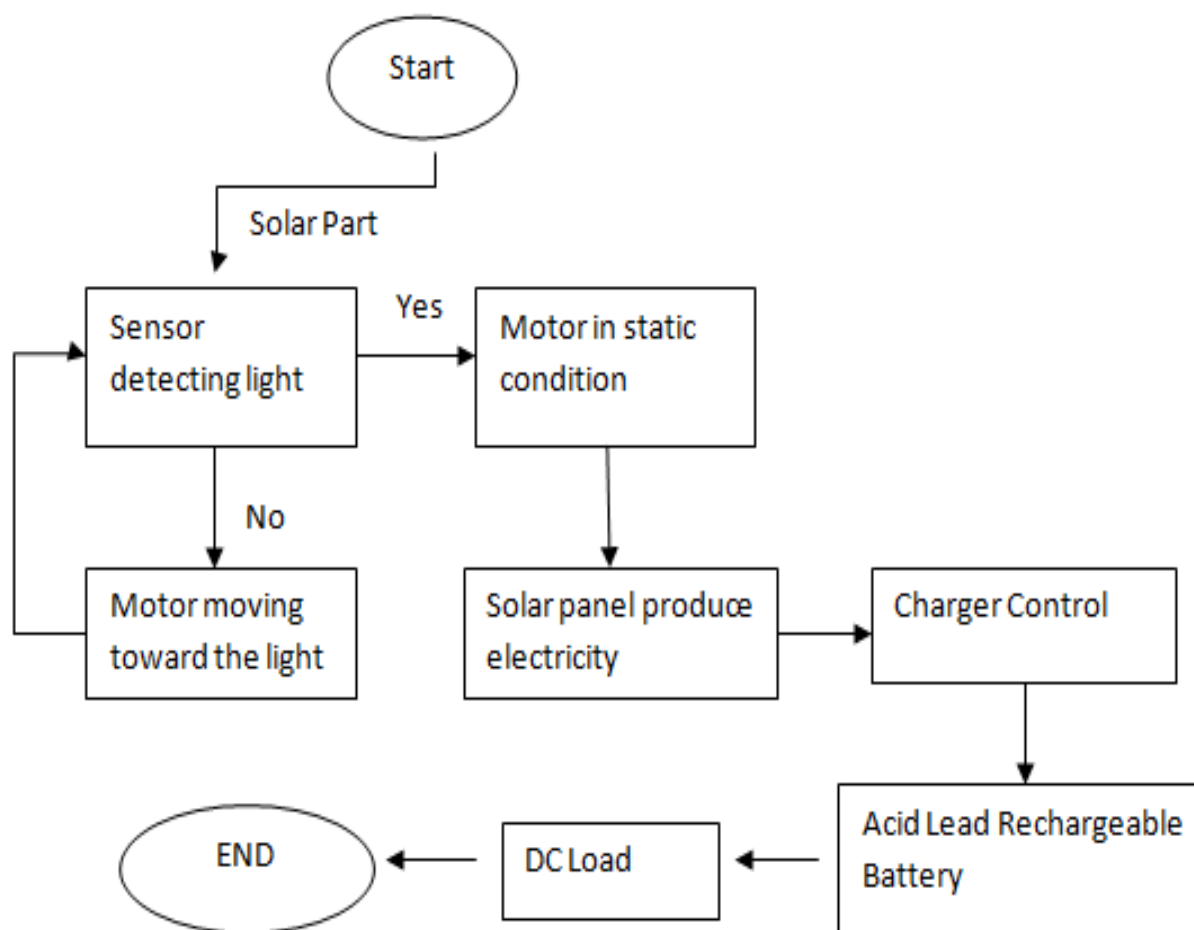 Start
Solar Part
Sensor
detecting light
Yes
Motor in static
condition
No
Motor moving
toward the light
Solar panel produce
electricity
Charger Control
Acid Lead Rechargeable
Battery
DC Load
END